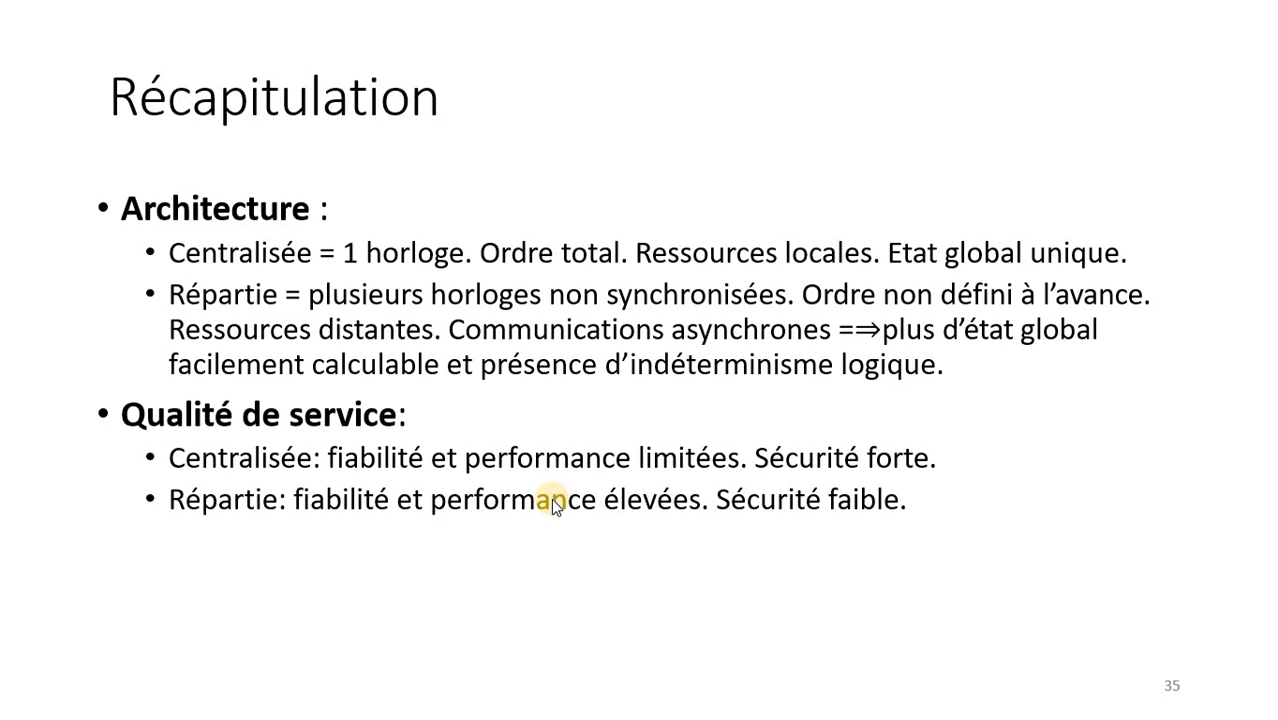 Récapitulation
• Architecture :
• Centralisée = 1 horloge. Ordre total. Ressources locales. Etat global unique.
• Répartie = plusieurs horloges non synchronisées. Ordre non défini à l’avance.
Ressources distantes. Communications asynchrones =⇒plus d’état global
facilement calculable et présence d’indéterminisme logique.
• Qualité de service:
• Centralisée: fiabilité et performance limitées. Sécurité forte.
• Répartie: fiabilité et performance élevées. Sécurité faible.
35